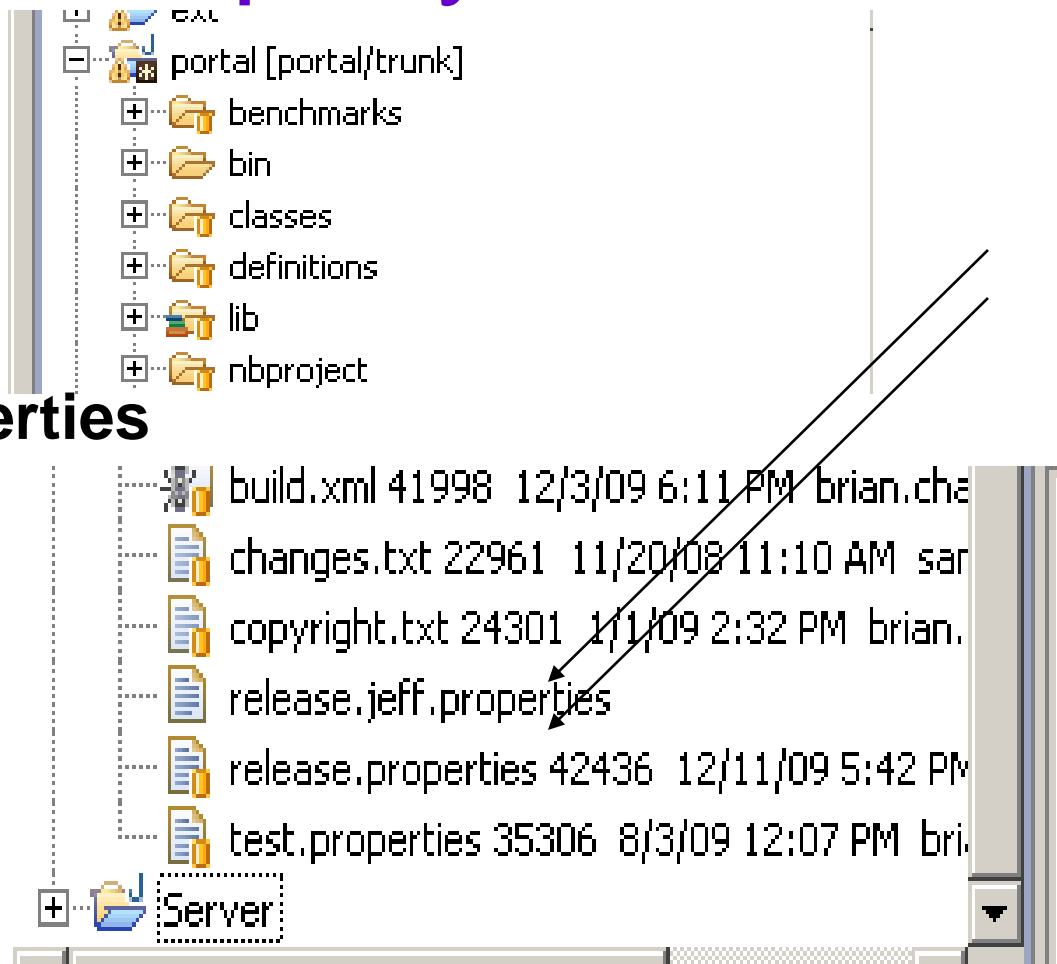 ext
portal [portal/trunk]
benchmarks
bin
classes
definitions
lib
nbproject
erties
build.xml 41998 12/3/09 6:11 PM brian.cha
changes.txt 22961 11/20/08 11:10 AM sar
copyright.txt 24301 1/1/09 2:32 PM brian.
release.jeff.properties
release.properties 42436 12/11/09 5:42 PM
test.properties 35306 8/3/09 12:07 PM bri
Server